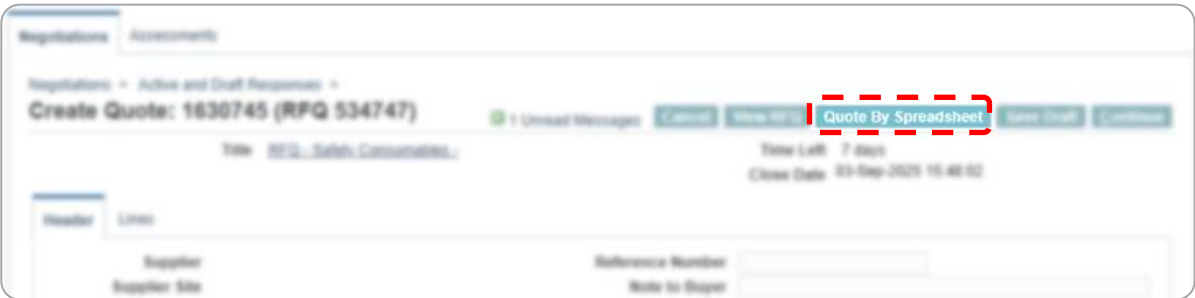 Negotiations Assessments
Negotiations > Active and Draft Responses >
Create Quote: 1630745 (RFQ 534747)
1 Unread Messages Cancel View RFQ Quote By Spreadsheet Save Draft Continue
Title RFQ - Safety Consumables - Time Left 7 days
Close Date 03-Sep-2025 15:48:02
Header Lines
Supplier Reference Number
Supplier Site Note to Buyer